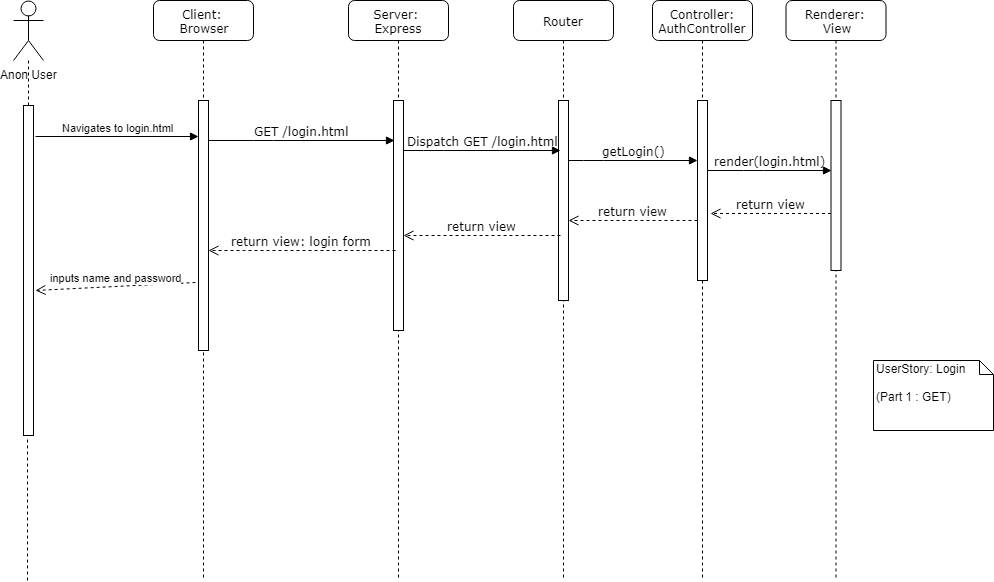 Client:
Browser
Server:
Express
Router
Controller:
AuthController
Renderer:
View
Anon User
Navigates to login.html
GET /login.html
Dispatch GET /login.html
getLogin()
render(login.html)
return view
return view
return view
return view: login form
inputs name and password
UserStory: Login
(Part 1 : GET)